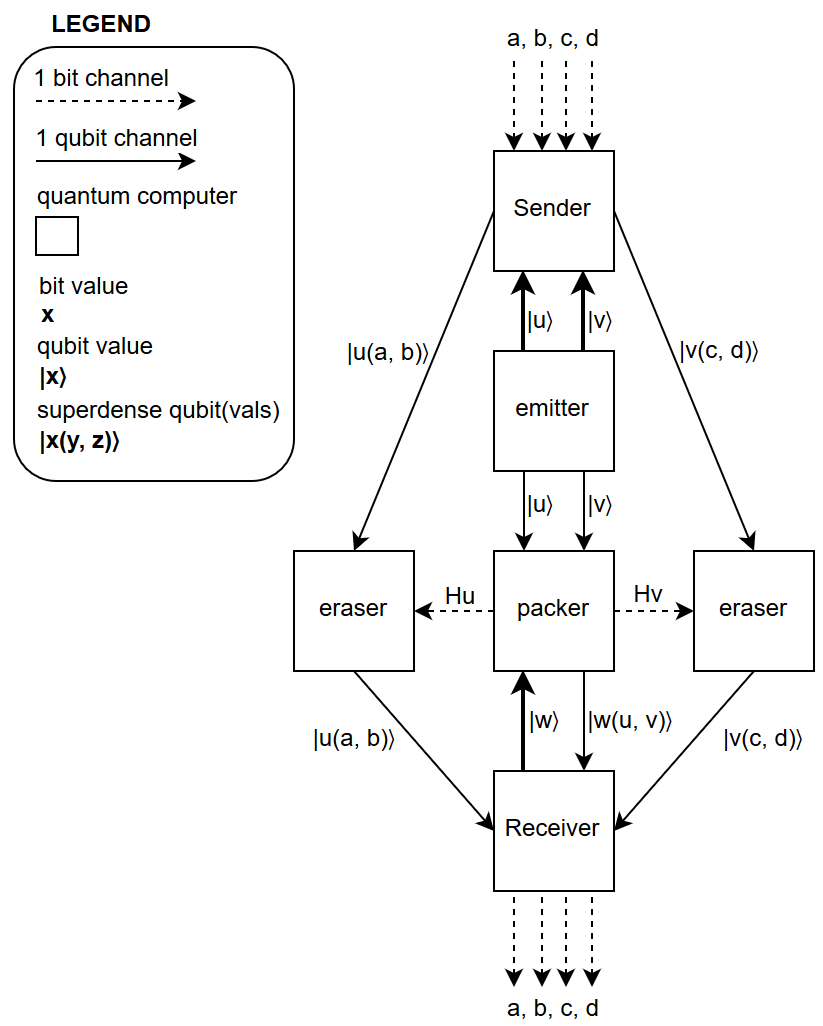 LEGEND
1 bit channel
1 qubit channel
quantum computer
bit value
x
qubit value
|x⟩
superdense qubit(vals)
|x(y, z)⟩
a, b, c, d
Sender
|u⟩
|v⟩
|u(a, b)⟩
|v(c, d)⟩
emitter
|u⟩
|v⟩
eraser
Hu
packer
Hv
eraser
|u(a, b)⟩
|w⟩
|w(u, v)⟩
|v(c, d)⟩
Receiver
a, b, c, d